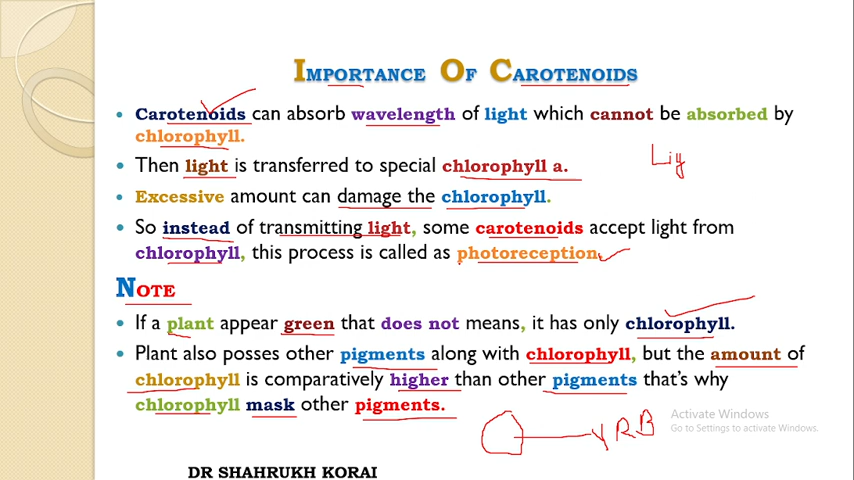 IMPORTANCE OF CAROTENOIDS
• Carotenoids can absorb wavelength of light which cannot be absorbed by
chlorophyll.
• Then light is transferred to special chlorophyll a.
Lig
• Excessive amount can damage the chlorophyll.
• So instead of transmitting light, some carotenoids accept light from
chlorophyll, this process is called as photoreception.
NOTE
• If a plant appear green that does not means, it has only chlorophyll.
• Plant also posses other pigments along with chlorophyll, but the amount of
chlorophyll is comparatively higher than other pigments that's why
chlorophyll mask other pigments.
Y R B
Activate Windows
Go to Settings to activate Windows.
DR SHAHRUKH KORAI